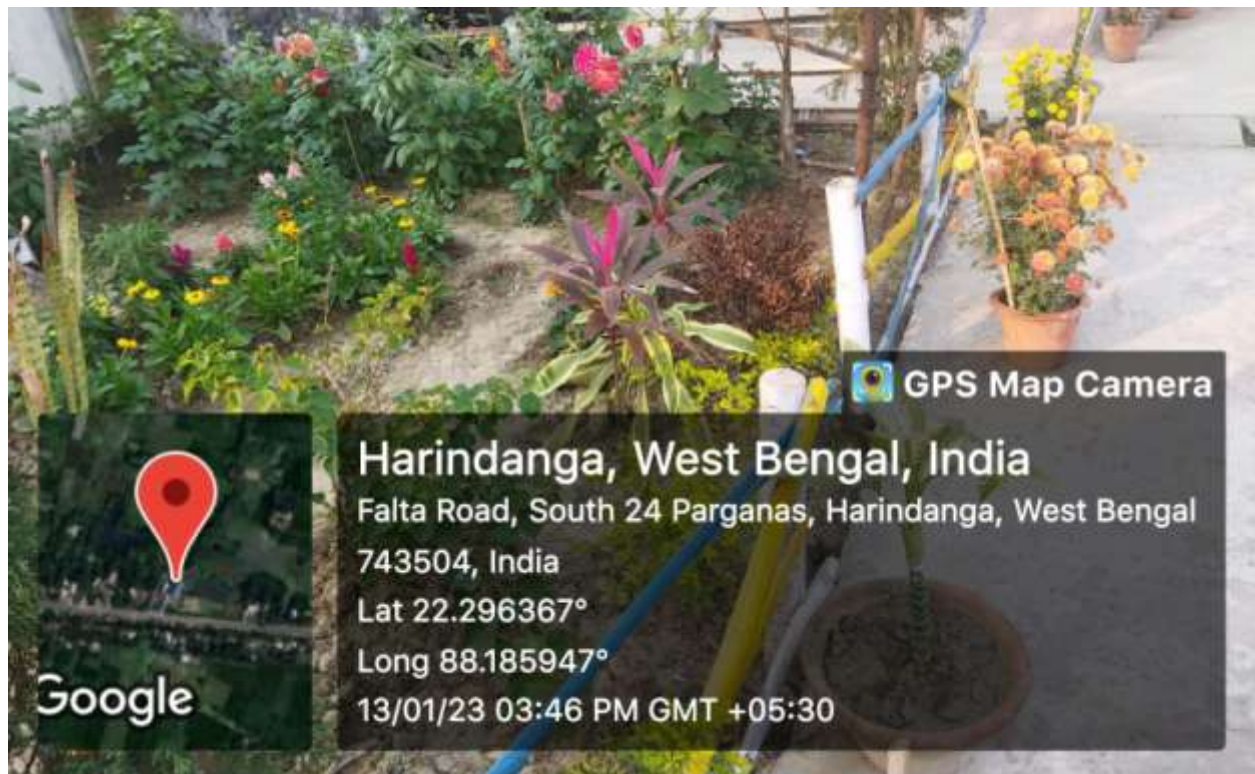 GPS Map Camera
Harindanga, West Bengal, India
Falta Road, South 24 Parganas, Harindanga, West Bengal
743504, India
Lat 22.296367°
Long 88.185947°
13/01/23 03:46 PM GMT +05:30
Google